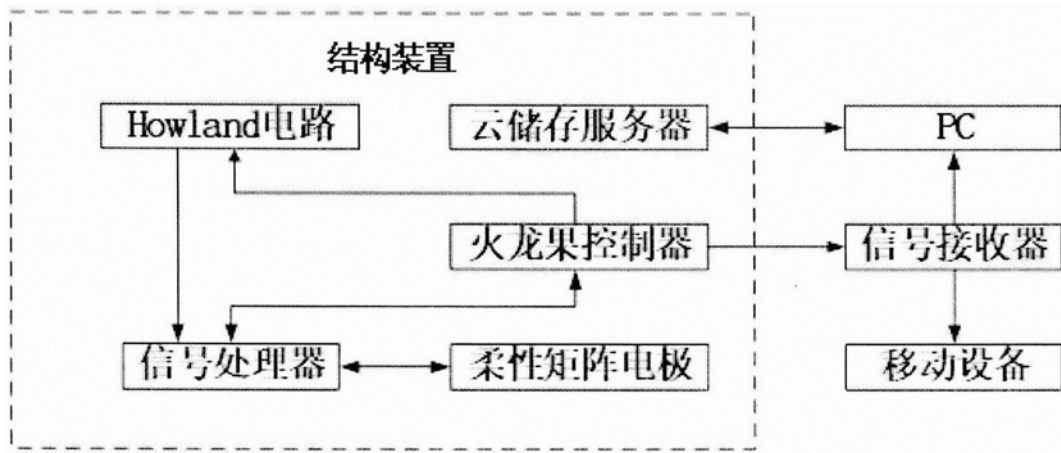 结构装置
Howland电路
云储存服务器
PC
火龙果控制器
信号接收器
信号处理器
柔性矩阵电极
移动设备